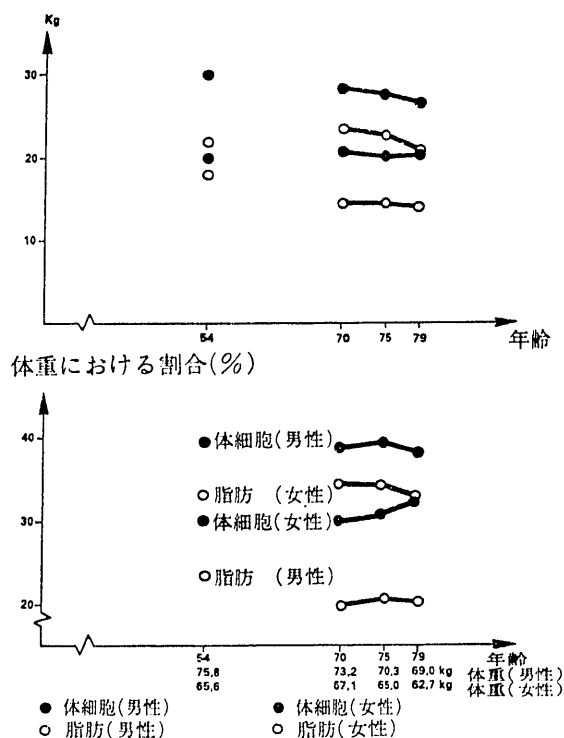 Kg
30
20
10
54 70 75 79 年齢
体重における割合(%)
40
30
20
体細胞(男性)
脂肪 (女性)
体細胞(女性)
脂肪 (男性)
54 70 75 79 年齢
75,8 73,2 70,3 69,0 kg 体重(男性)
65,6 67,1 65,0 62,7 kg 体重(女性)
体細胞(男性) 体細胞(女性)
脂肪(男性) 脂肪(女性)